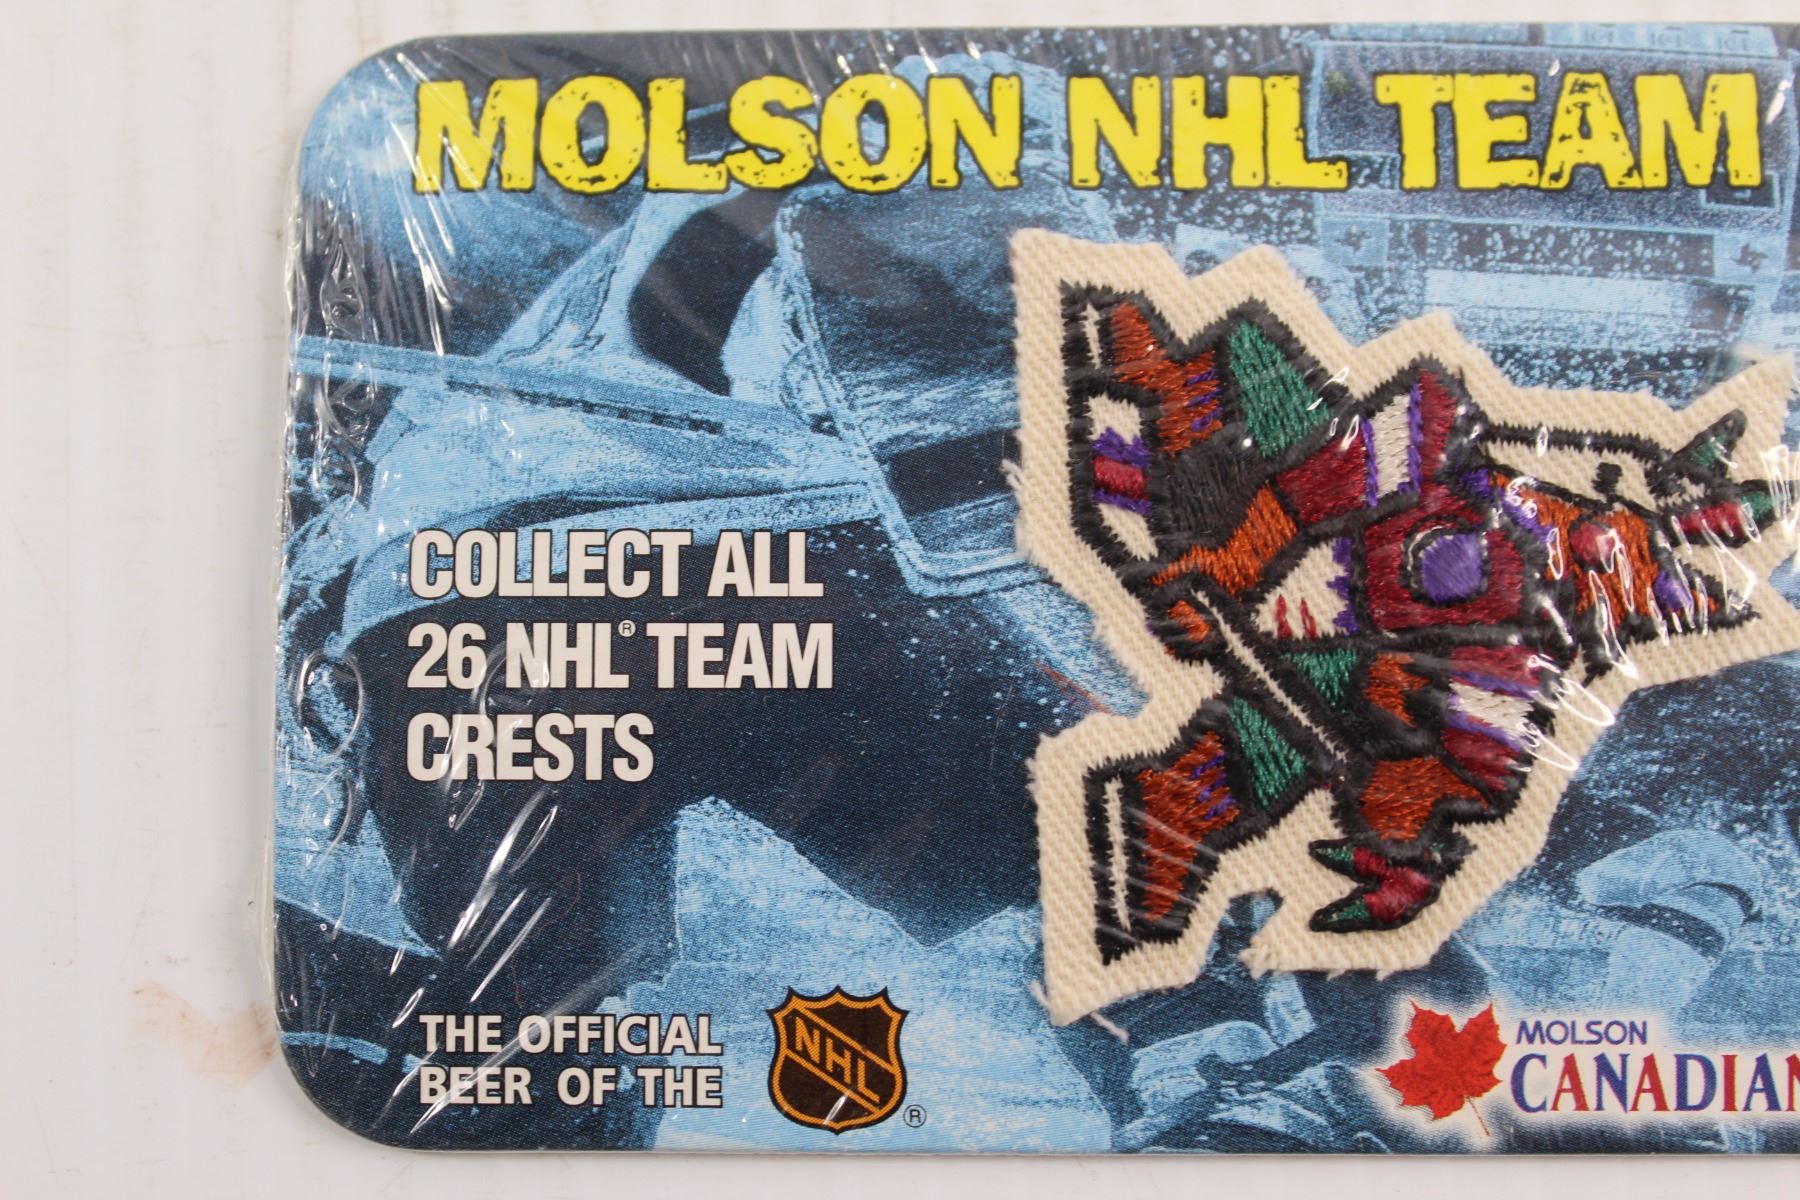 MOLSON NHL TEAM
COLLECT ALL
26 NHL® TEAM
CRESTS
THE OFFICIAL
BEER OF THE
NHL
®
MOLSON
CANADIAN